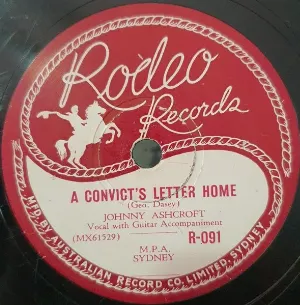 Rodeo
Records
A CONVICT'S LETTER HOME
(Geo. Dasey)
JOHNNY ASHCROFT
Vocal with Guitar Accompaniment
(MX61529)
R-091
M.P.A.
SYDNEY
MFD. BY AUSTRALIAN RECORD CO. LIMITED, SYDNEY